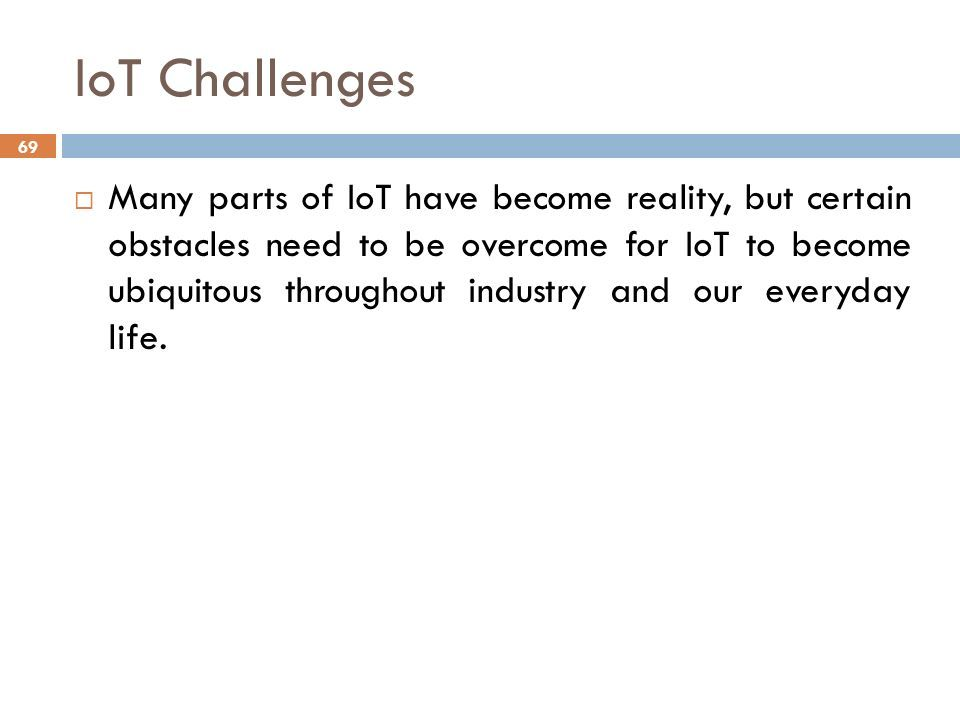 IoT Challenges
69
Many parts of IoT have become reality, but certain
obstacles need to be overcome for IoT to become
ubiquitous throughout industry and our everyday
life.